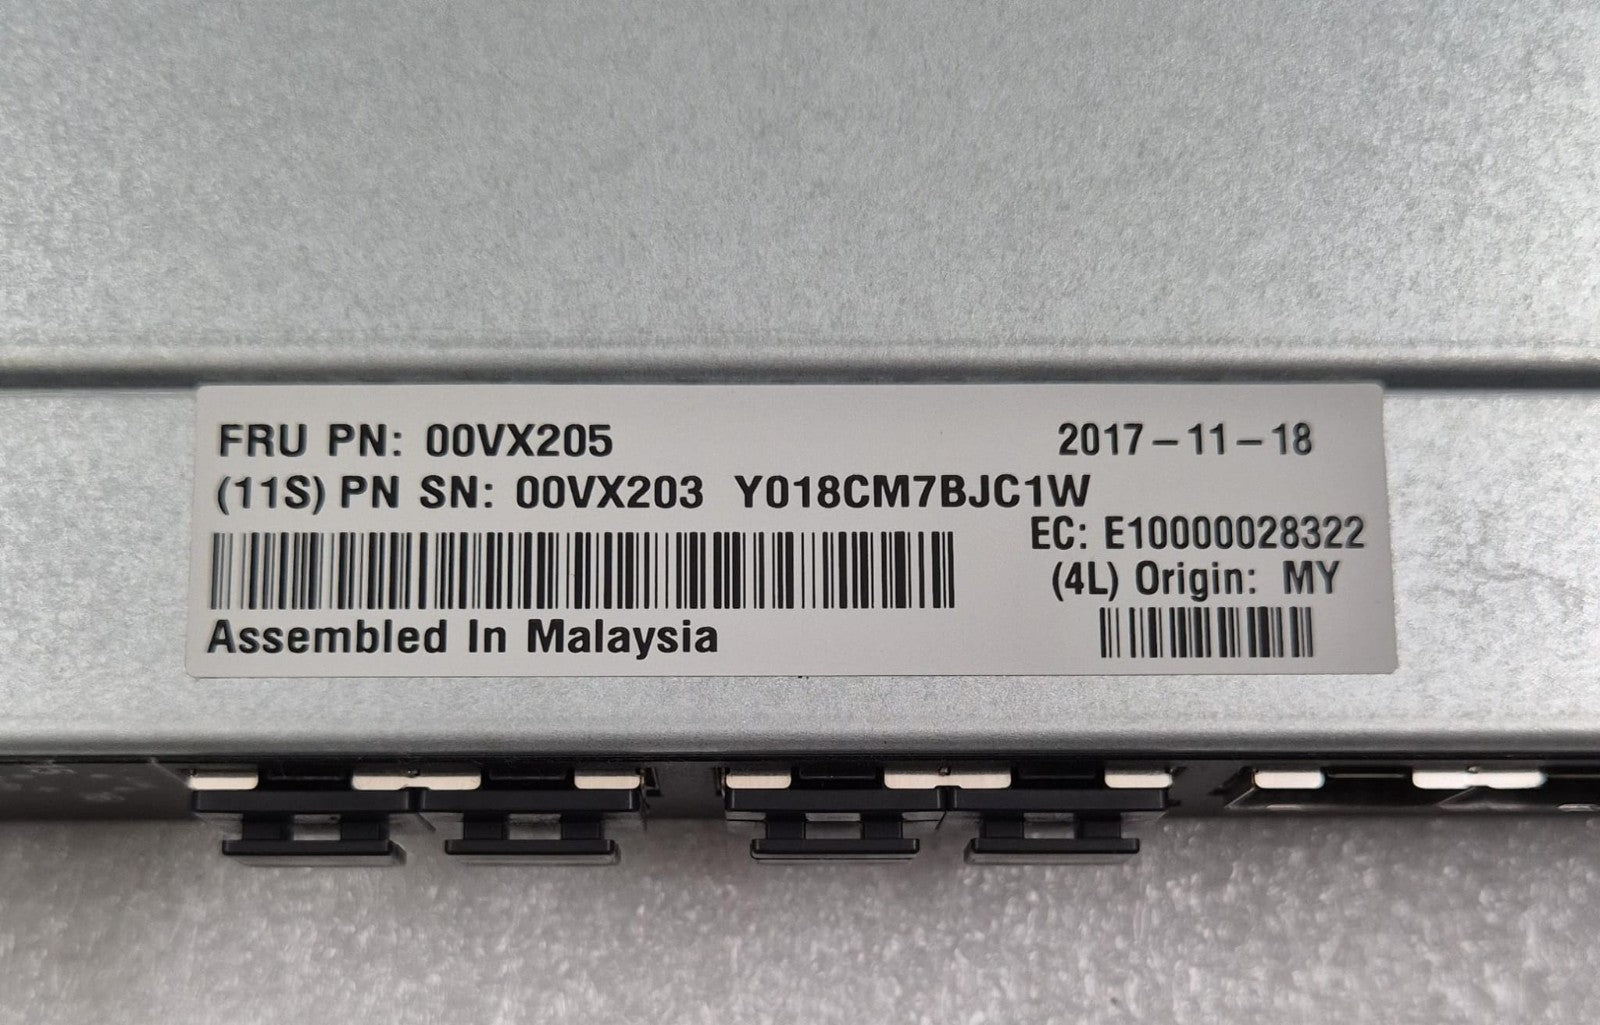 FRU PN: 00VX205 2017-11-18
(11S) PN SN: 00VX203 Y018CM7BJC1W
EC: E10000028322
(4L) Origin: MY
Assembled In Malaysia